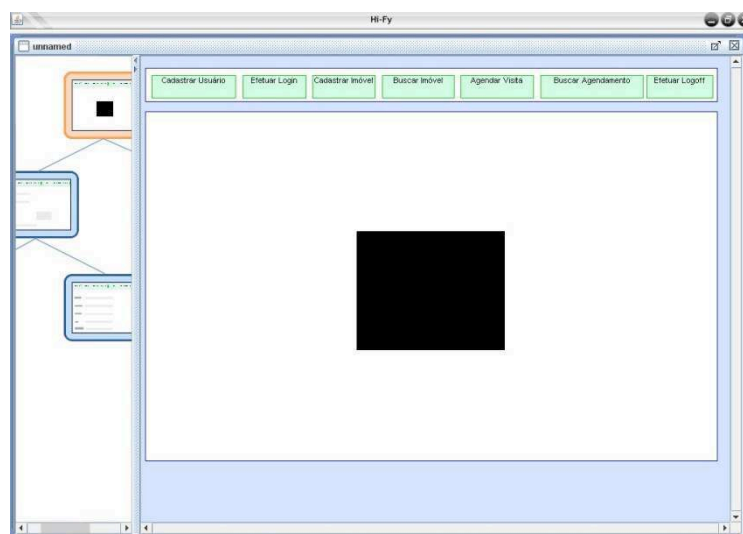 Hi-Fy
unnamed
Cadastrar Usuário Efetuar Login Cadastrar Imóvel Buscar Imóvel Agendar Visita Buscar Agendamento Efetuar Logoff